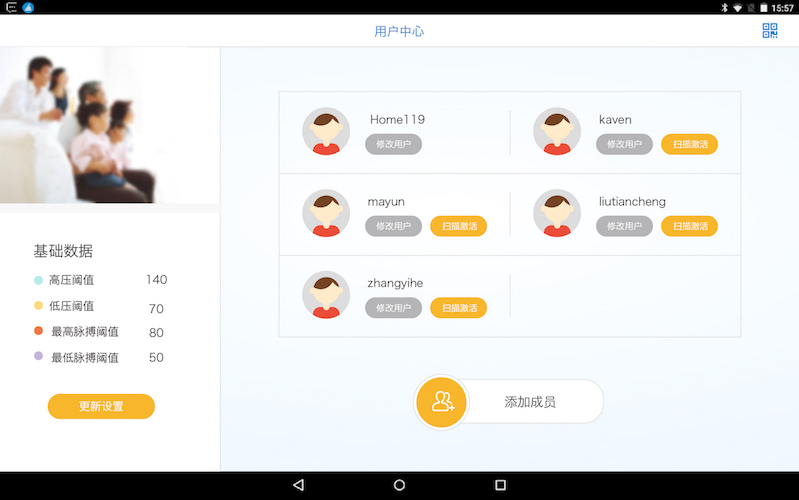 15:57
用户中心
Home119
修改用户
kaven
修改用户 扫描激活
mayun
修改用户 扫描激活
liutiancheng
修改用户 扫描激活
zhangyihe
修改用户 扫描激活
基础数据
高压阈值 140
低压阈值 70
最高脉搏阈值 80
最低脉搏阈值 50
更新设置
添加成员